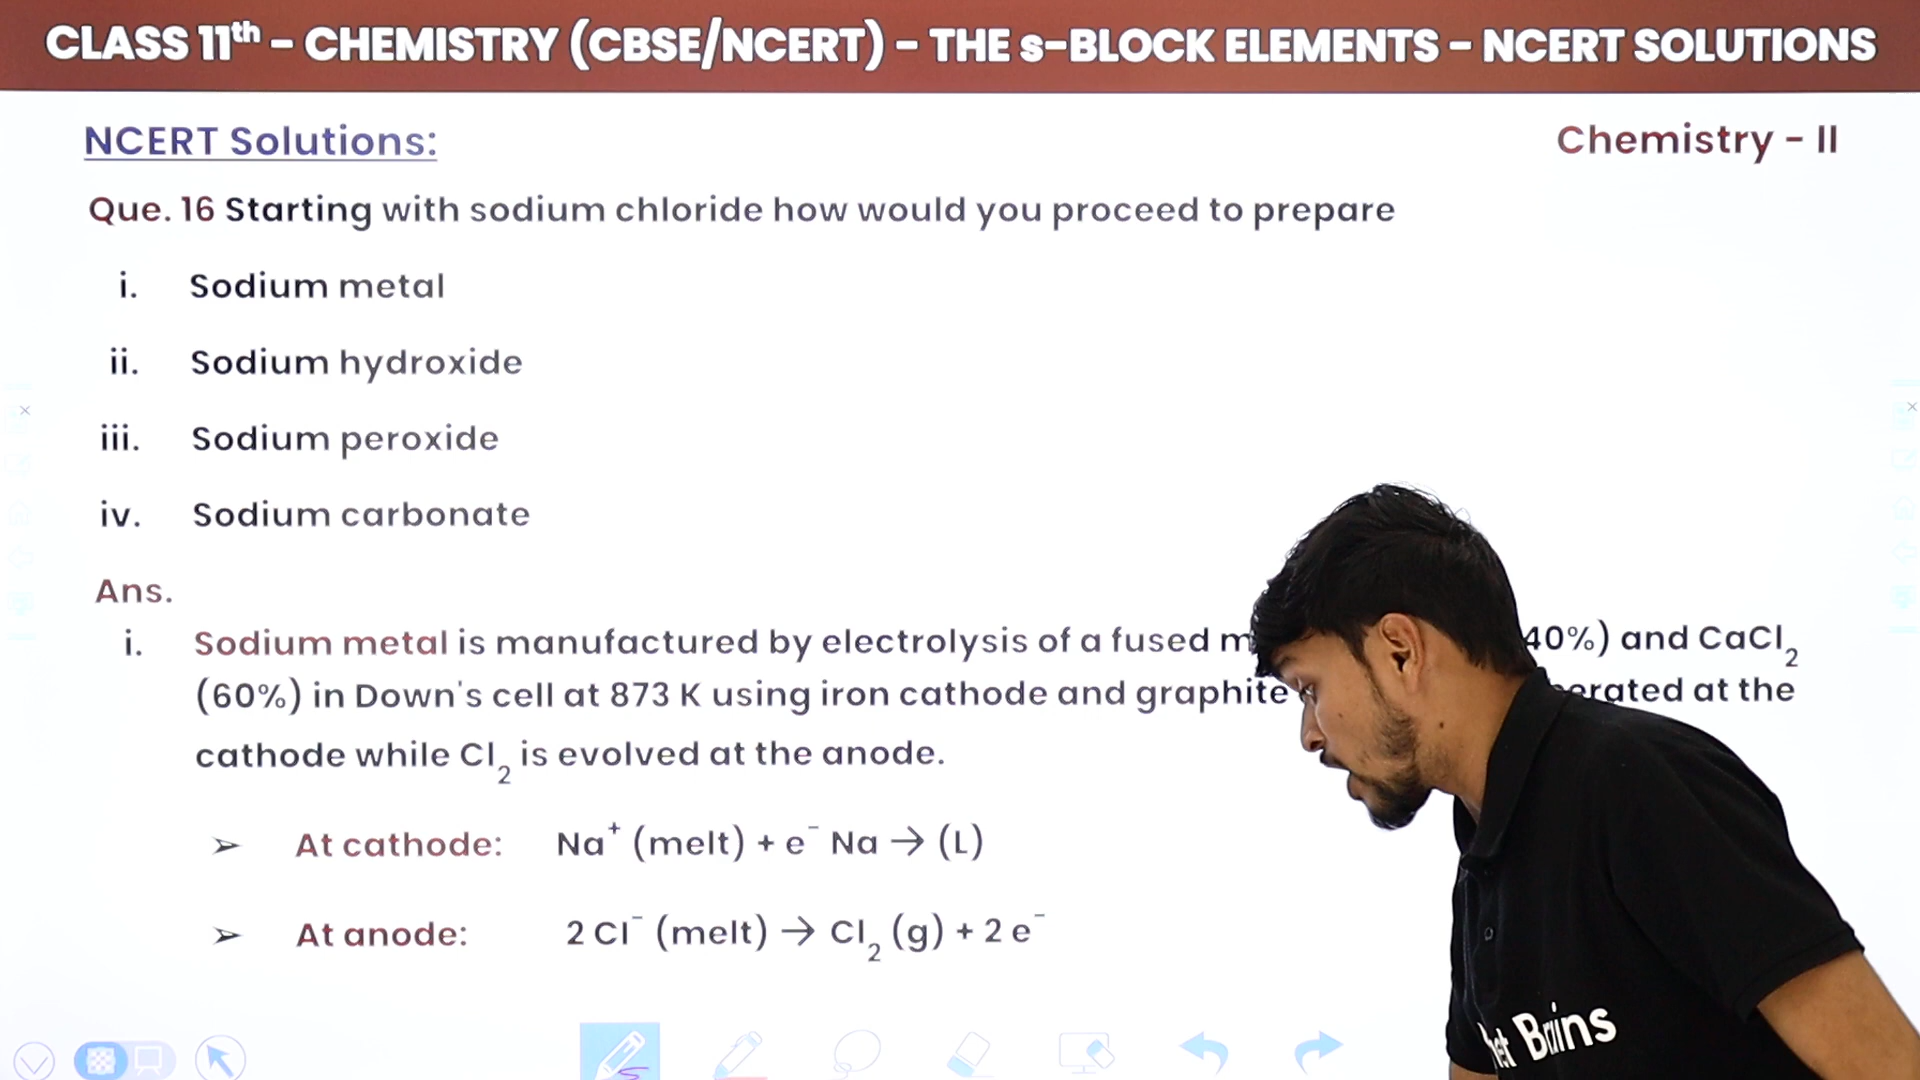 CLASS 11th - CHEMISTRY (CBSE/NCERT) - THE s-BLOCK ELEMENTS - NCERT SOLUTIONS
NCERT Solutions:
Chemistry - II
Que. 16 Starting with sodium chloride how would you proceed to prepare
i. Sodium metal
ii. Sodium hydroxide
iii. Sodium peroxide
iv. Sodium carbonate
Ans.
i. Sodium metal is manufactured by electrolysis of a fused 40%) and CaCl₂
(60%) in Down's cell at 873 K using iron cathode and graphite at the
cathode while Cl₂ is evolved at the anode.
➢ At cathode: Na⁺ (melt) + e⁻ Na → (L)
➢ At anode: 2 Cl⁻ (melt) → Cl₂ (g) + 2 e⁻
Brains